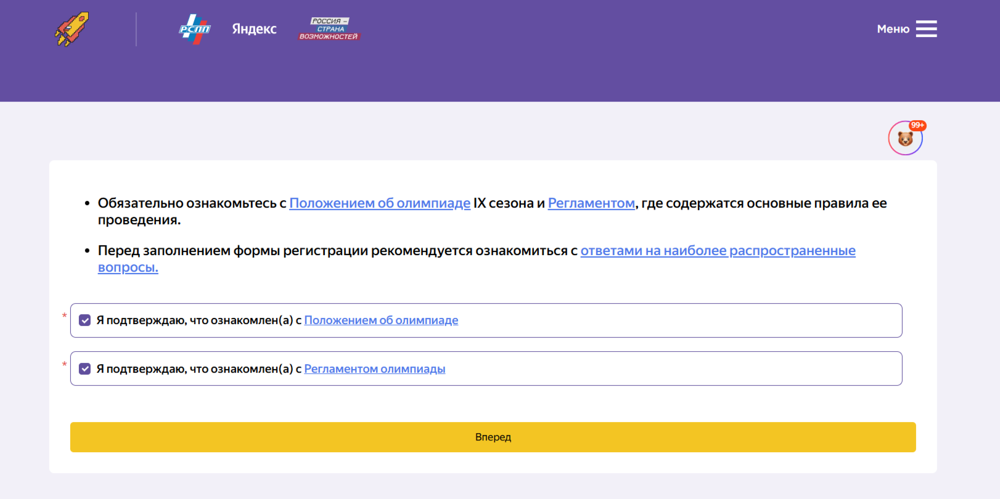 РСПП
Яндекс
РОССИЯ –
СТРАНА
ВОЗМОЖНОСТЕЙ
Меню
99+
Обязательно ознакомьтесь с Положением об олимпиаде IX сезона и Регламентом, где содержатся основные правила ее
проведения.
Перед заполнением формы регистрации рекомендуется ознакомиться с ответами на наиболее распространенные
вопросы.
* Я подтверждаю, что ознакомлен(а) с Положением об олимпиаде
* Я подтверждаю, что ознакомлен(а) с Регламентом олимпиады
Вперед